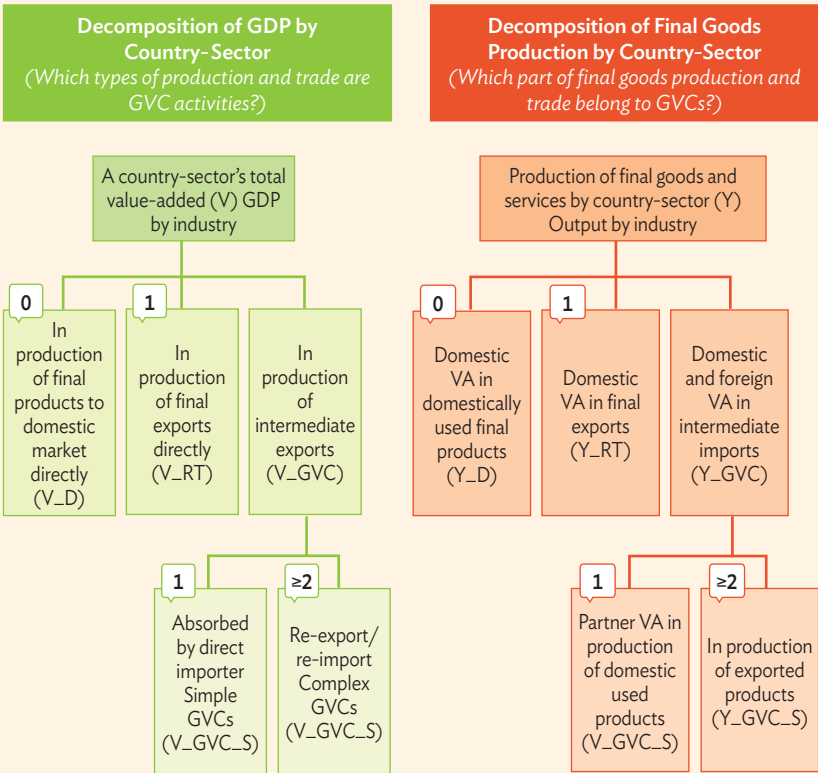 Decomposition of GDP by
Country-Sector
(Which types of production and trade are
GVC activities?)
Decomposition of Final Goods
Production by Country-Sector
(Which part of final goods production and
trade belong to GVCs?)
A country-sector's total
value-added (V) GDP
by industry
Production of final goods and
services by country-sector (Y)
Output by industry
0
In
production
of final
products to
domestic
market
directly
(V_D)
1
In
production
of final
exports
directly
(V_RT)
In
production
of
intermediate
exports
(V_GVC)
0
Domestic
VA in
domestically
used final
products
(Y_D)
1
Domestic
VA in final
exports
(Y_RT)
Domestic
and foreign
VA in
intermediate
imports
(Y_GVC)
1
Absorbed
by direct
importer
Simple
GVCs
(V_GVC_S)
≥2
Re-export/
re-import
Complex
GVCs
(V_GVC_S)
1
Partner VA in
production
of domestic
used
products
(V_GVC_S)
≥2
In production
of exported
products
(Y_GVC_S)